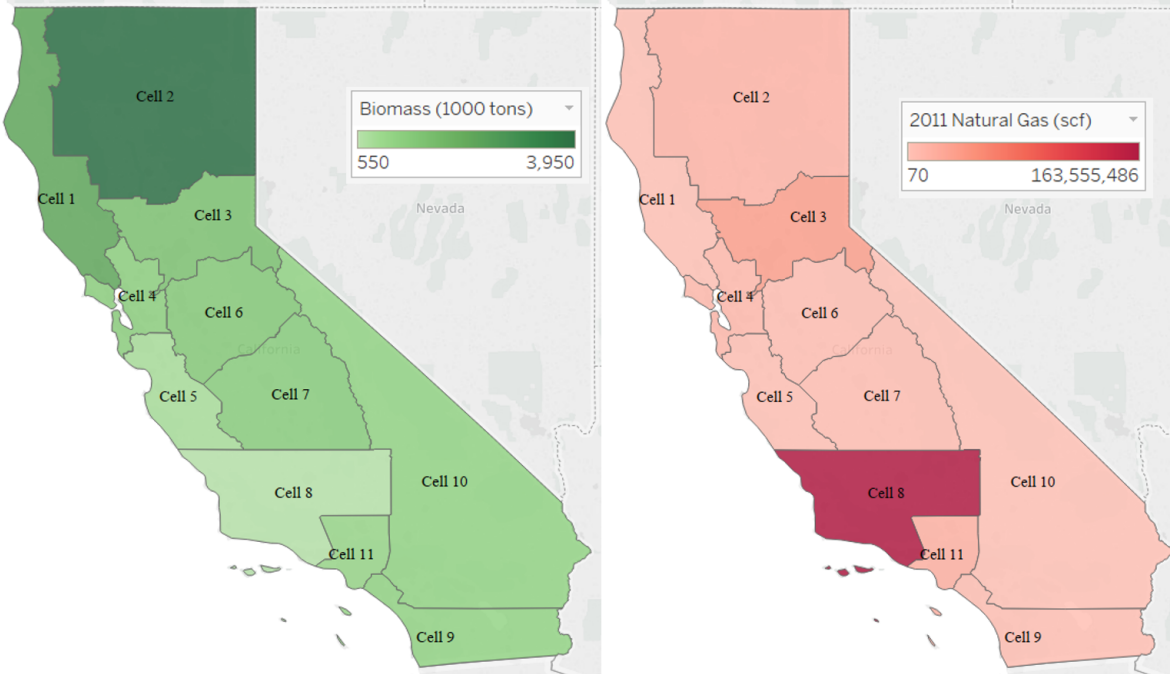 Cell 2
Biomass (1000 tons)
550 3,950
Cell 1
Cell 3
Nevada
Cell 4
Cell 6
California
Cell 5
Cell 7
Cell 8
Cell 10
Cell 11
Cell 9
Cell 2
2011 Natural Gas (scf)
70 163,555,486
Cell 1
Cell 3
Nevada
Cell 4
Cell 6
California
Cell 5
Cell 7
Cell 8
Cell 10
Cell 11
Cell 9